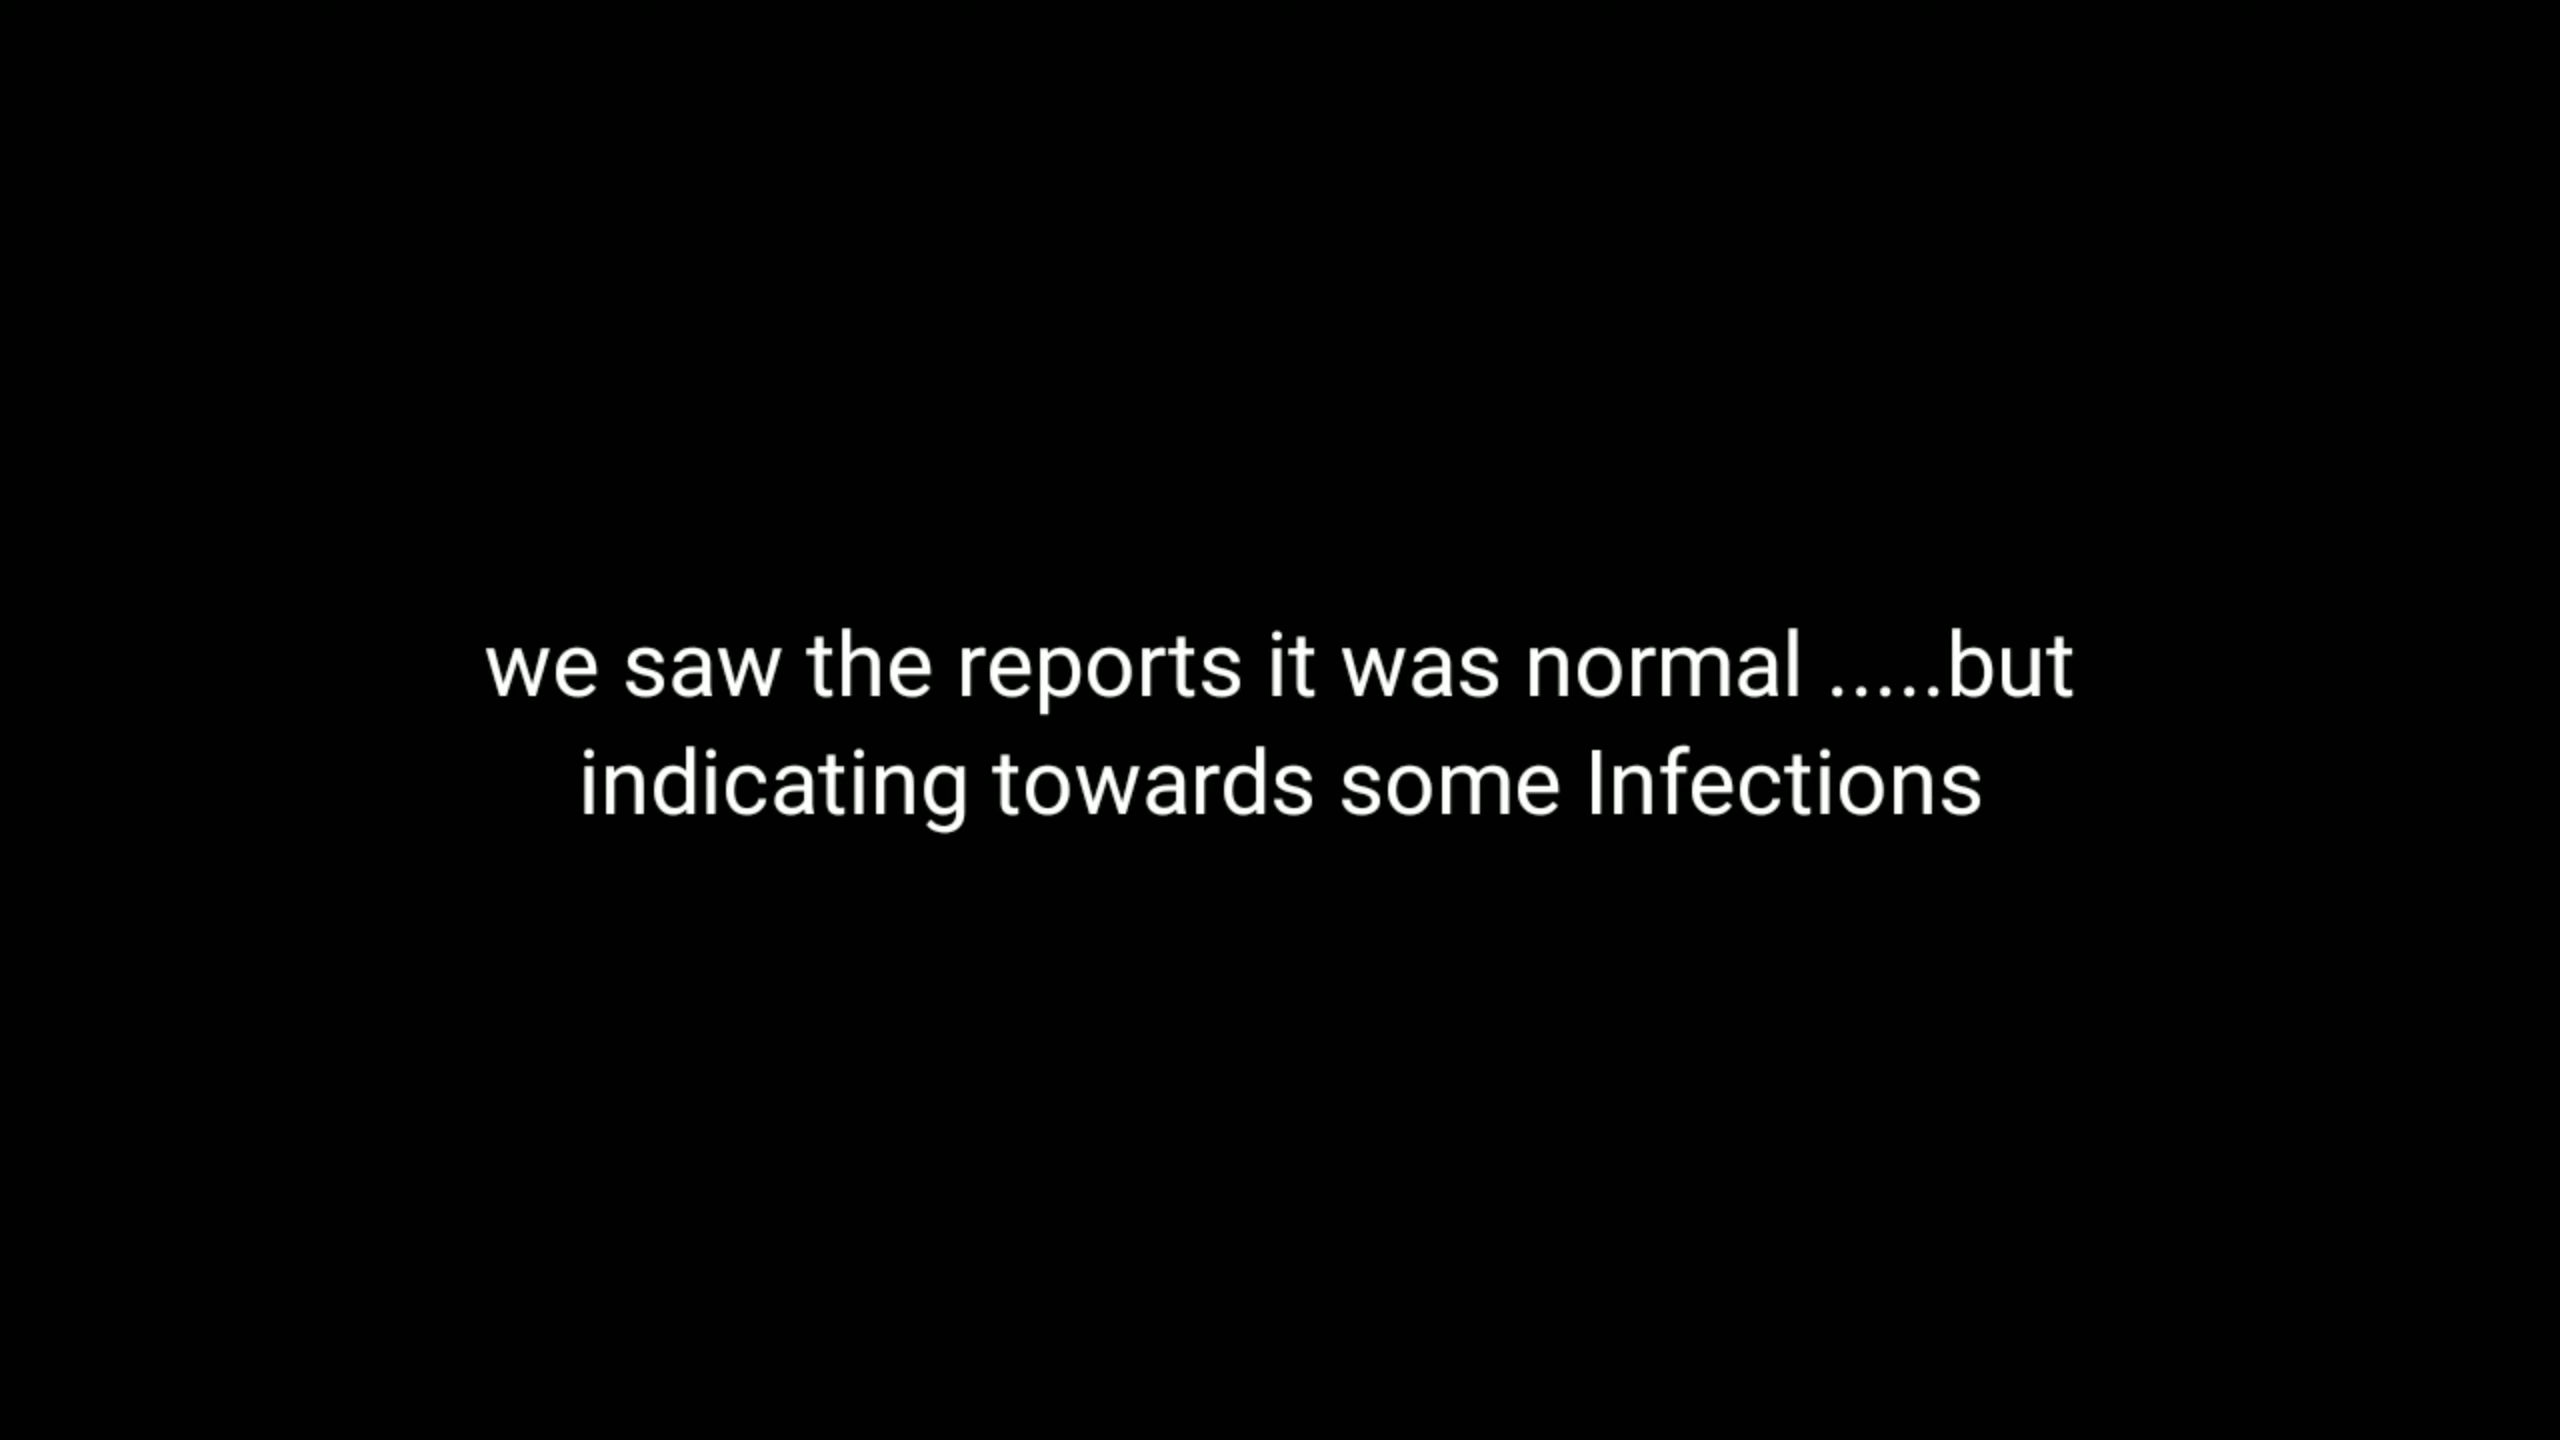 we saw the reports it was normal .....but
indicating towards some Infections